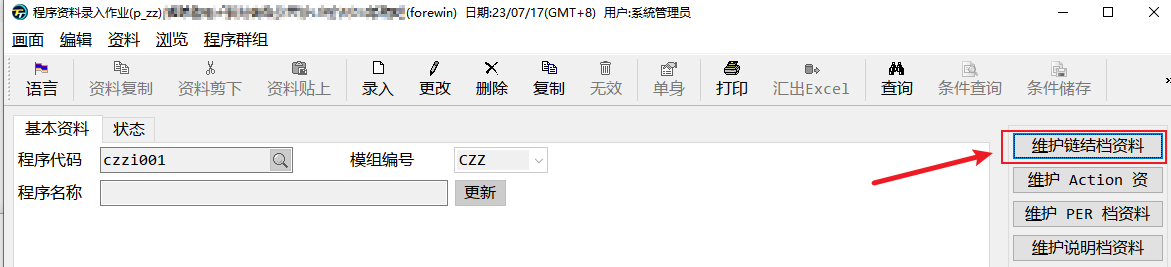 程序资料录入作业(p_zz) (forewin) 日期:23/07/17(GMT+8) 用户:系统管理员
画面 编辑 资料 浏览 程序群组
语言 资料复制 资料剪下 资料贴上 录入 更改 删除 复制 无效 单身 打印 汇出Excel 查询 条件查询 条件储存 »
基本资料 状态
程序代码 czzi001 模组编号 CZZ
程序名称 更新
维护链结档资料
维护 Action 资
维护 PER 档资料
维护说明档资料